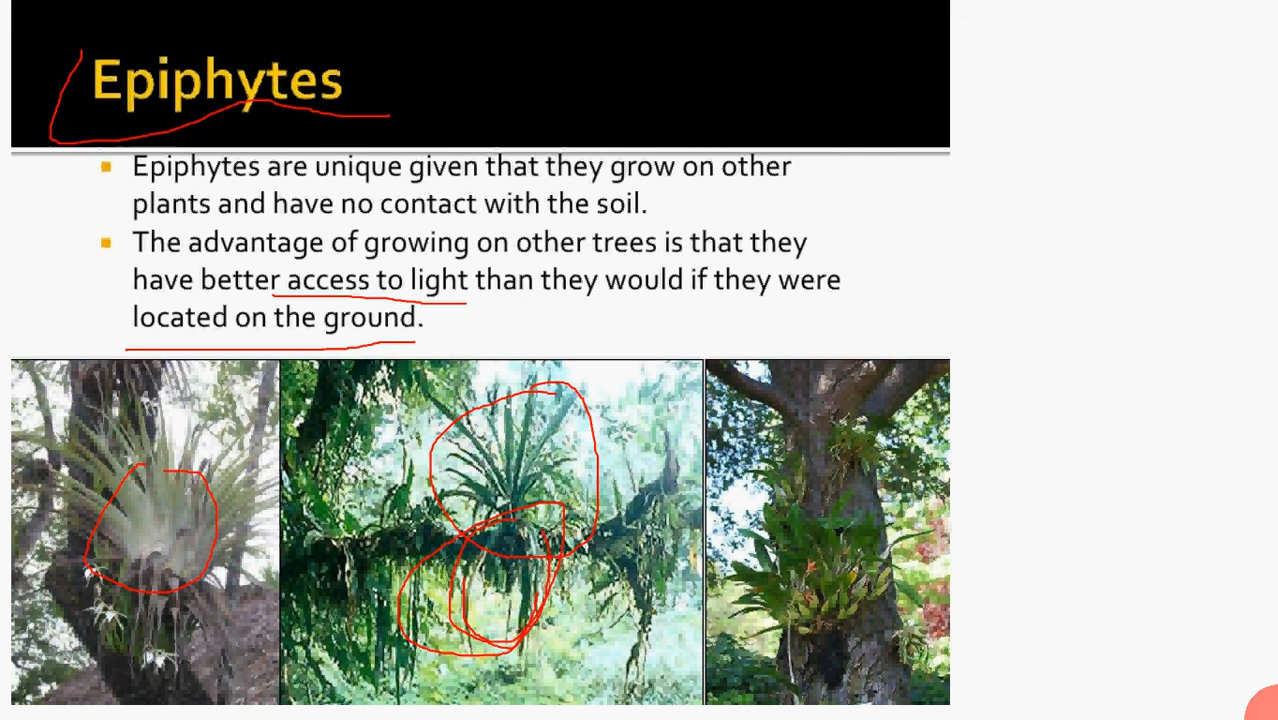 Epiphytes
Epiphytes are unique given that they grow on other
plants and have no contact with the soil.
The advantage of growing on other trees is that they
have better access to light than they would if they were
located on the ground.